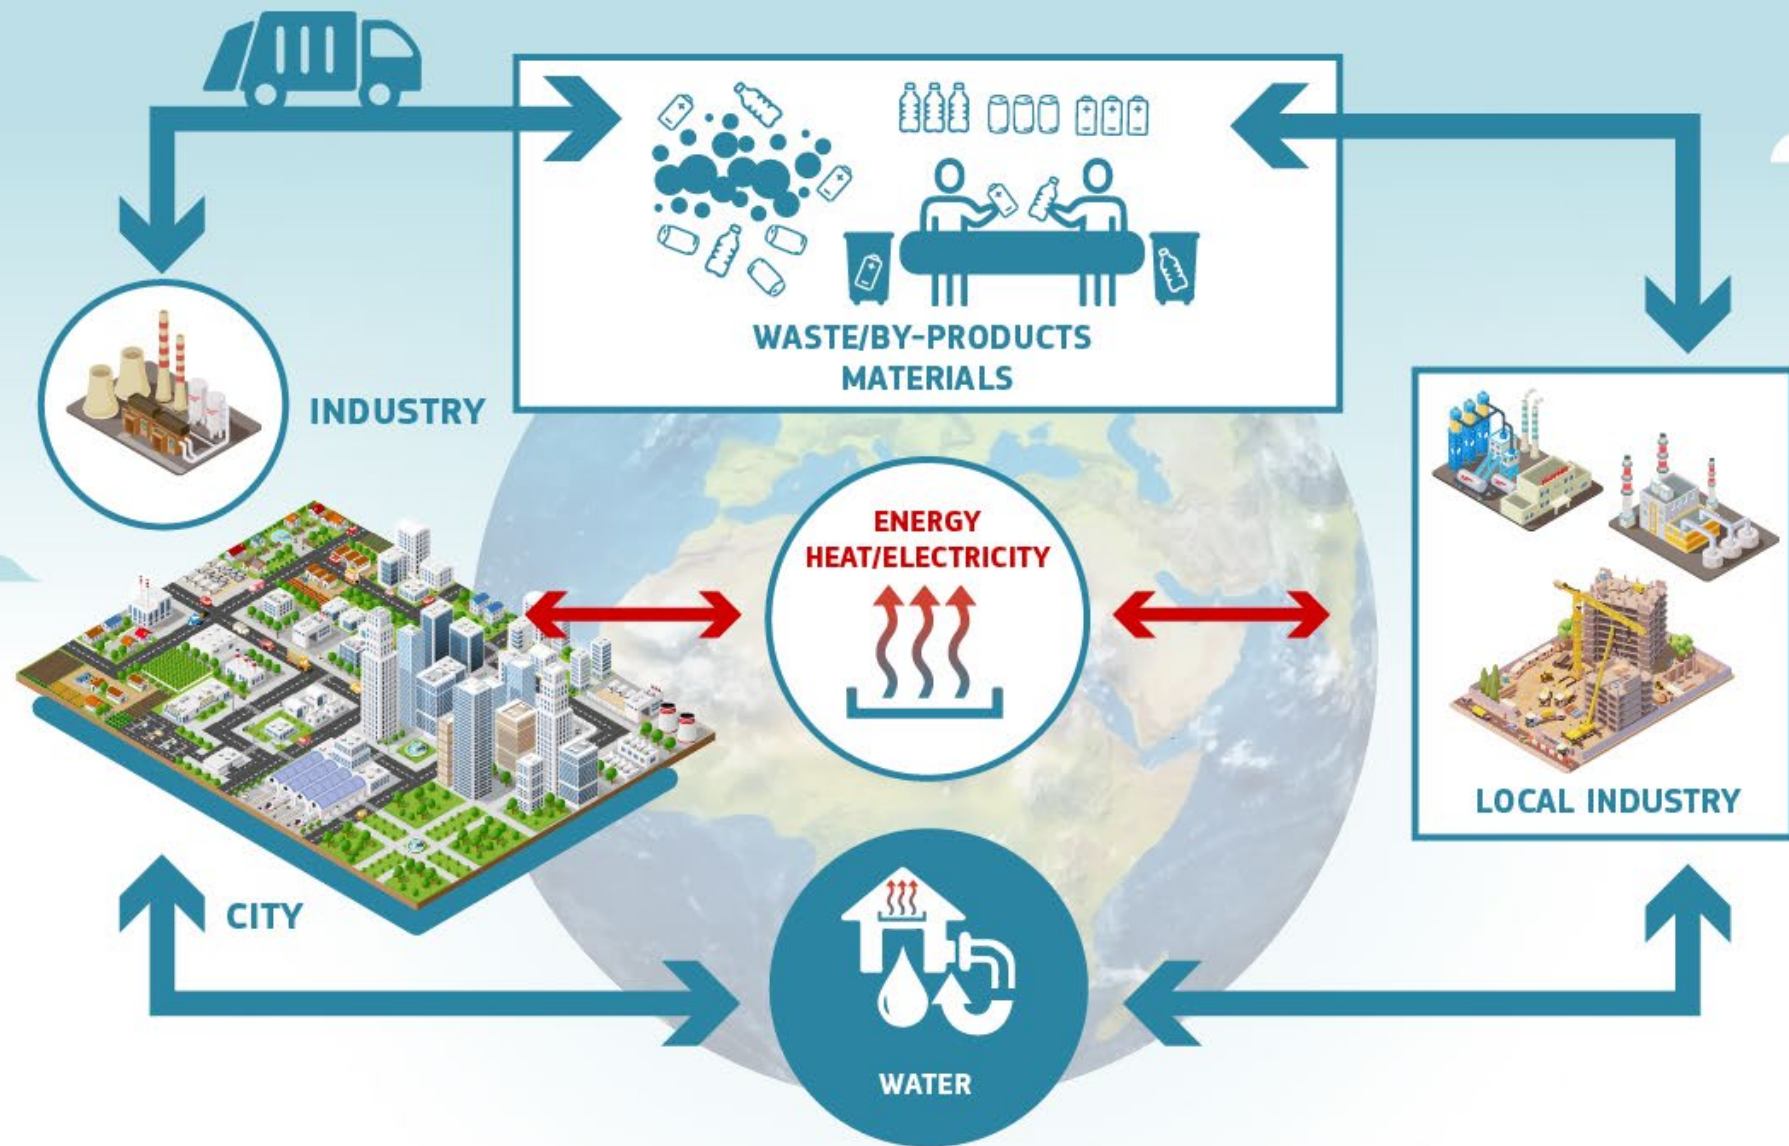 WASTE/BY-PRODUCTS
MATERIALS
INDUSTRY
ENERGY
HEAT/ELECTRICITY
LOCAL INDUSTRY
CITY
WATER